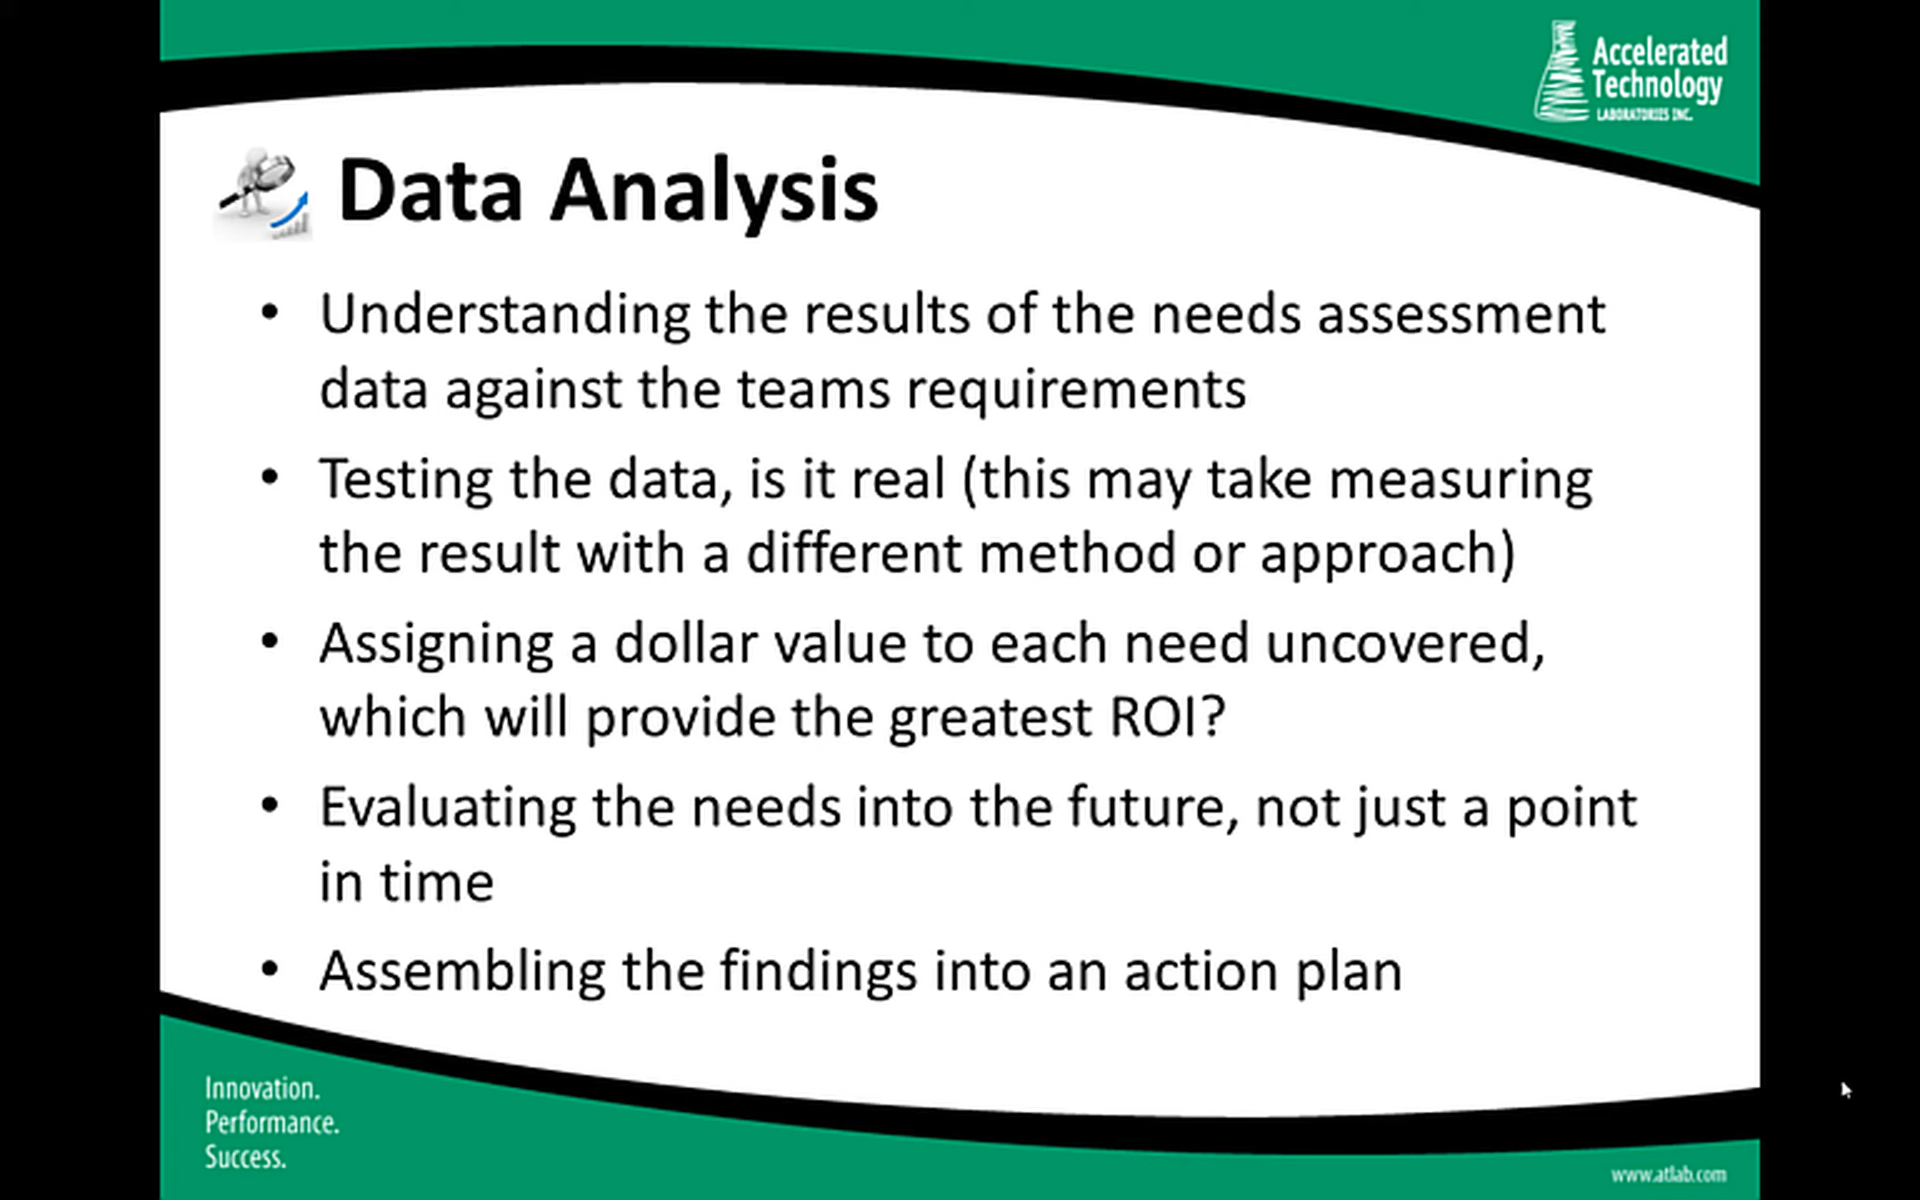 Accelerated
Technology
LABORATORIES INC.
Data Analysis
• Understanding the results of the needs assessment
data against the teams requirements
• Testing the data, is it real (this may take measuring
the result with a different method or approach)
• Assigning a dollar value to each need uncovered,
which will provide the greatest ROI?
• Evaluating the needs into the future, not just a point
in time
• Assembling the findings into an action plan
Innovation.
Performance.
Success.
www.atlab.com